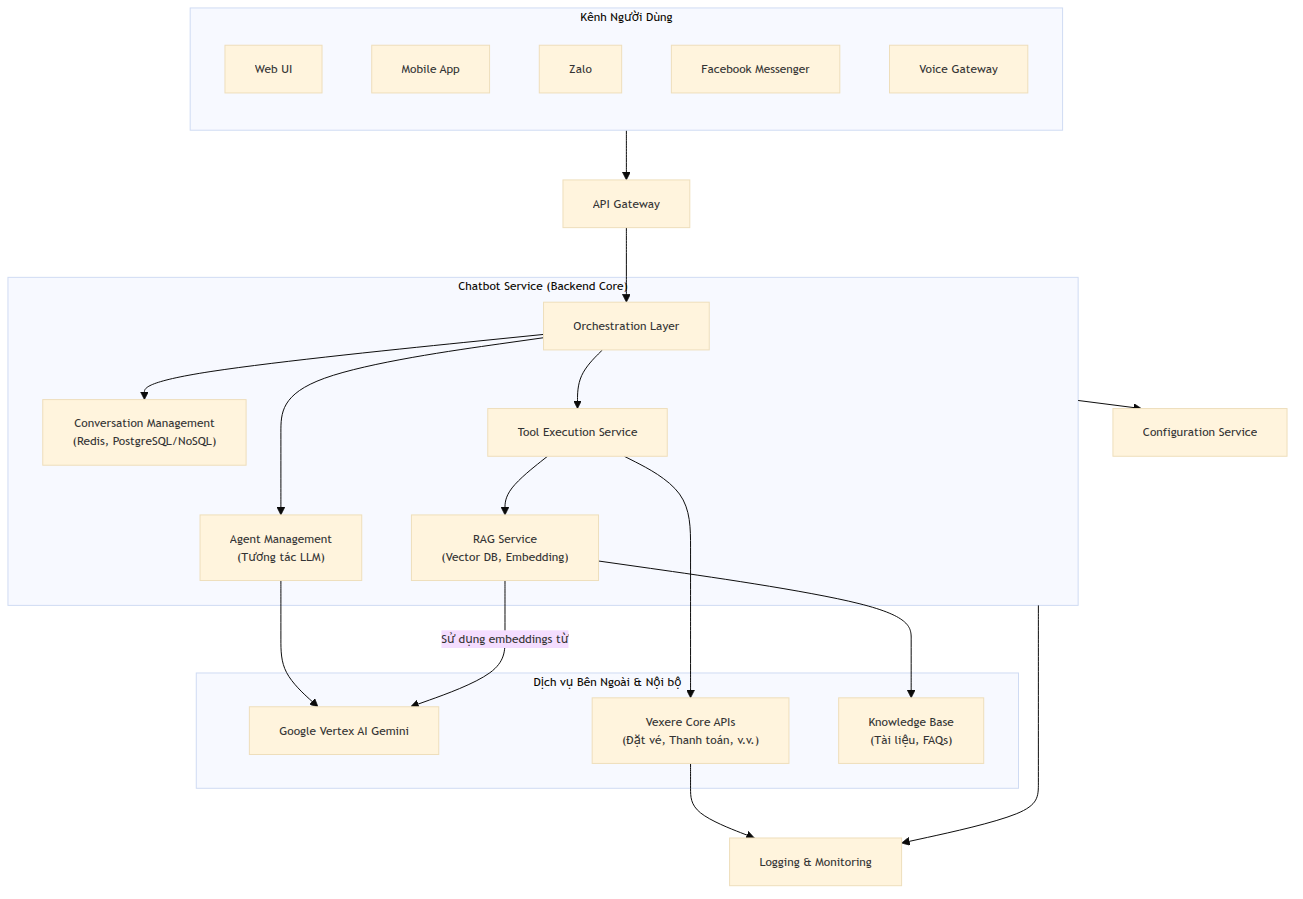 Kênh Người Dùng
Web UI
Mobile App
Zalo
Facebook Messenger
Voice Gateway
API Gateway
Chatbot Service (Backend Core)
Orchestration Layer
Conversation Management
(Redis, PostgreSQL/NoSQL)
Tool Execution Service
Configuration Service
Agent Management
(Tương tác LLM)
RAG Service
(Vector DB, Embedding)
Sử dụng embeddings từ
Dịch vụ Bên Ngoài & Nội bộ
Google Vertex AI Gemini
Vexere Core APIs
(Đặt vé, Thanh toán, v.v.)
Knowledge Base
(Tài liệu, FAQs)
Logging & Monitoring